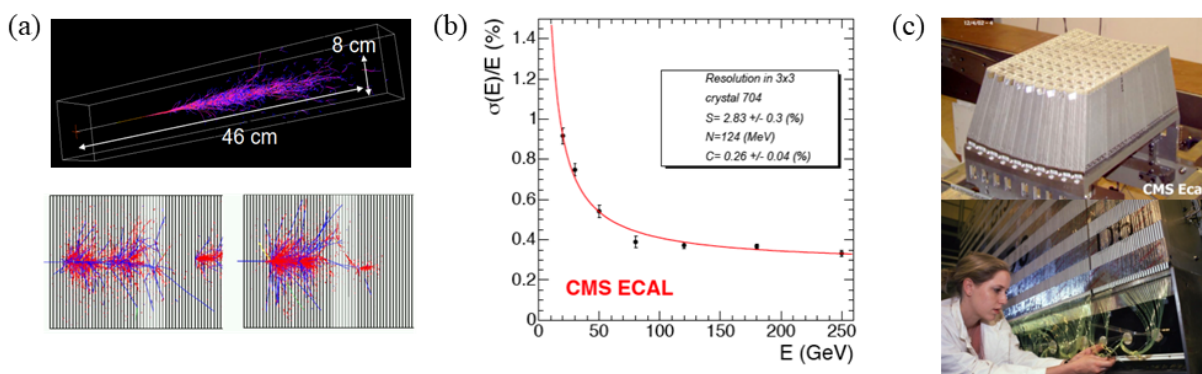 (a)
8 cm
46 cm
(b)
σ(E)/E (%)
1.4
1.2
1
0.8
0.6
0.4
0.2
0
Resolution in 3x3
crystal 704
S= 2.83 +/- 0.3 (%)
N=124 (MeV)
C= 0.26 +/- 0.04 (%)
CMS ECAL
0 50 100 150 200 250
E (GeV)
(c)
CMS Eca